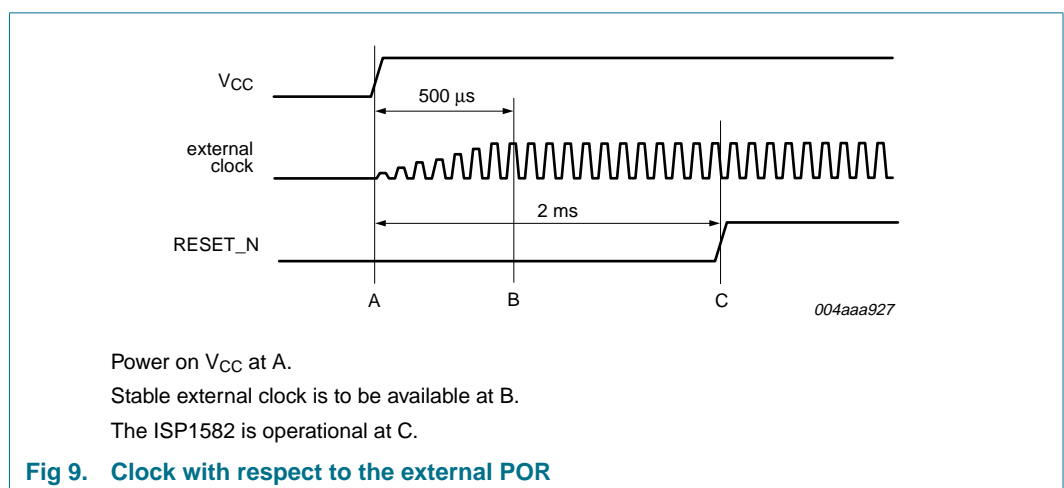 VCC
500 µs
external
clock
2 ms
RESET_N
A
B
C
004aaa927
Power on VCC at A.
Stable external clock is to be available at B.
The ISP1582 is operational at C.
Fig 9. Clock with respect to the external POR